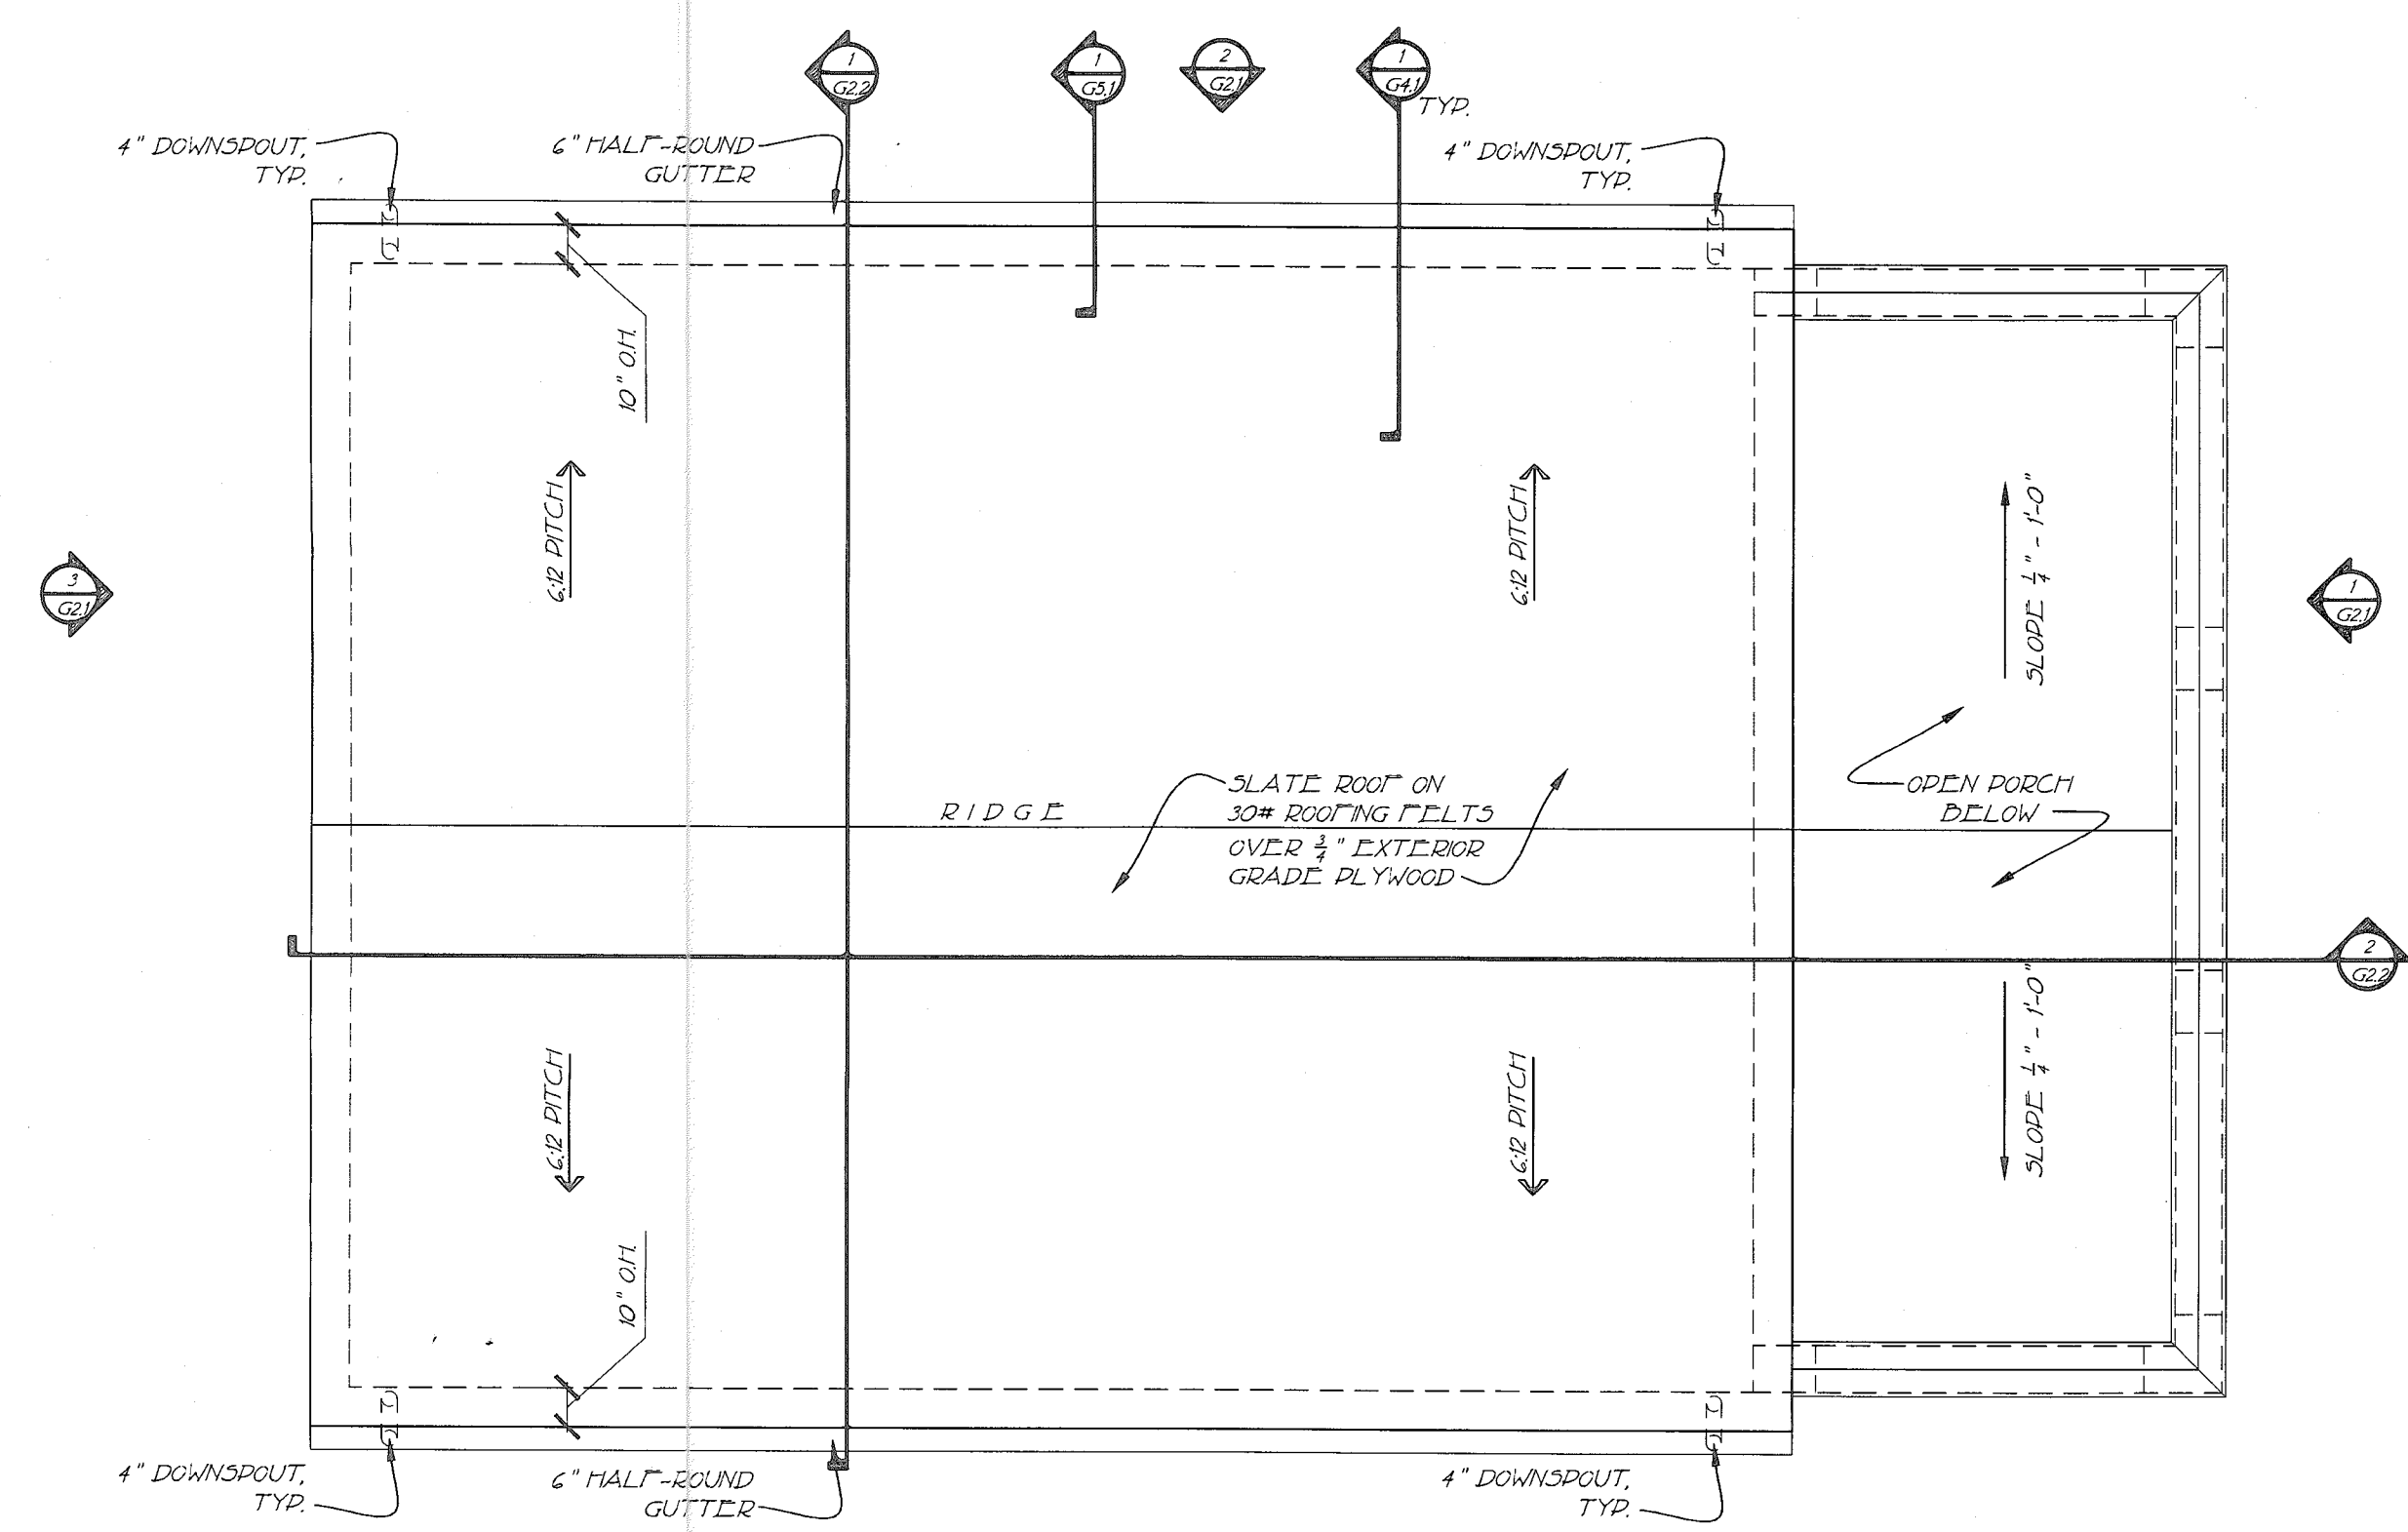 1
G2.2
1
G5.1
2
G2.1
1
G4.1
TYP.
4" DOWNSPOUT,
TYP.
6" HALF-ROUND
GUTTER
4" DOWNSPOUT,
TYP.
10" O.H.
6:12 PITCH
6:12 PITCH
SLOPE 1/4" - 1'-0"
3
G2.1
1
G2.1
RIDGE
SLATE ROOF ON
30# ROOFING FELTS
OVER 3/4" EXTERIOR
GRADE PLYWOOD
OPEN PORCH
BELOW
2
G2.2
6:12 PITCH
6:12 PITCH
SLOPE 1/4" - 1'-0"
10" O.H.
4" DOWNSPOUT,
TYP.
6" HALF-ROUND
GUTTER
4" DOWNSPOUT,
TYP.